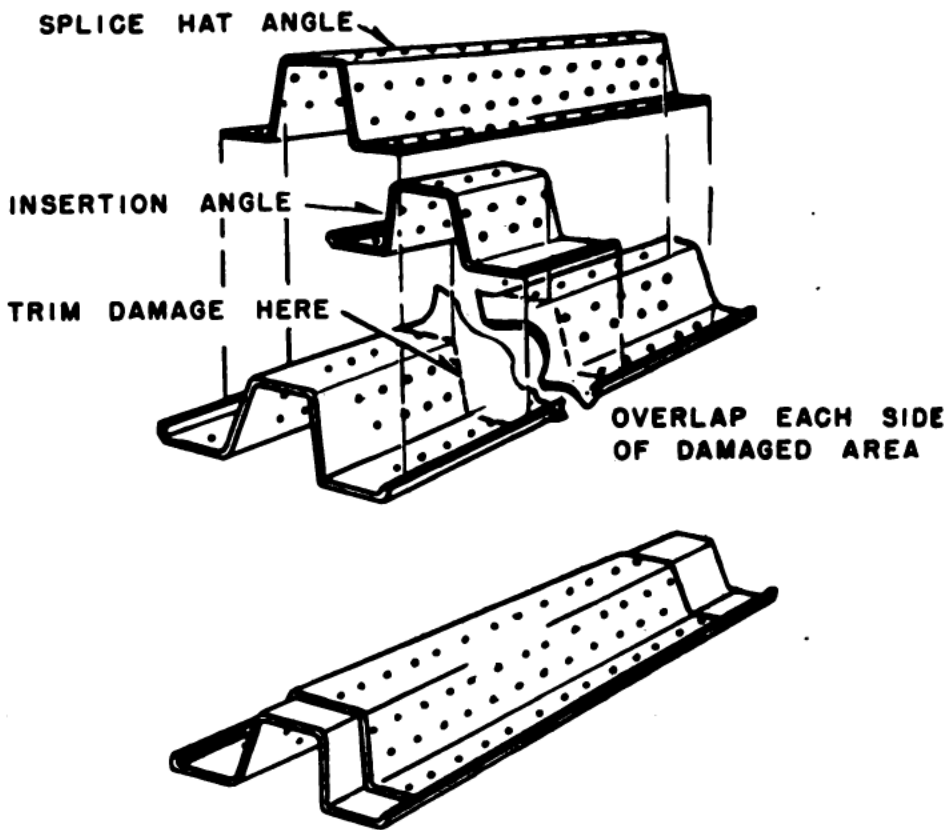 SPLICE HAT ANGLE
INSERTION ANGLE
TRIM DAMAGE HERE
OVERLAP EACH SIDE
OF DAMAGED AREA